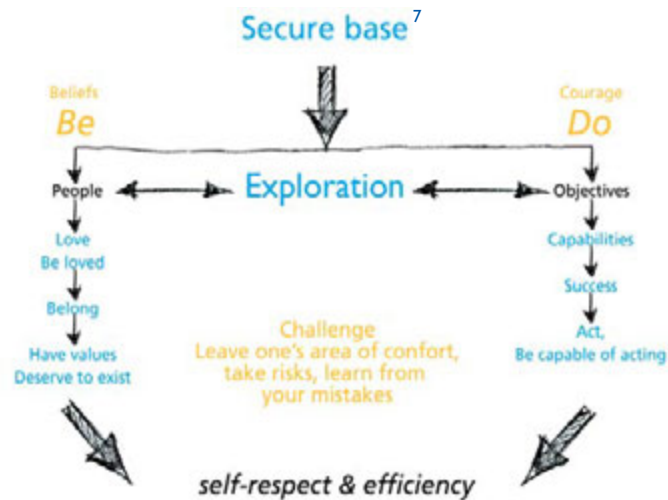 Secure base 7
Beliefs
Be
Courage
Do
People
Exploration
Objectives
Love
Be loved
Belong
Have values
Deserve to exist
Capabilities
Success
Act,
Be capable of acting
Challenge
Leave one's area of confort,
take risks, learn from
your mistakes
self-respect & efficiency